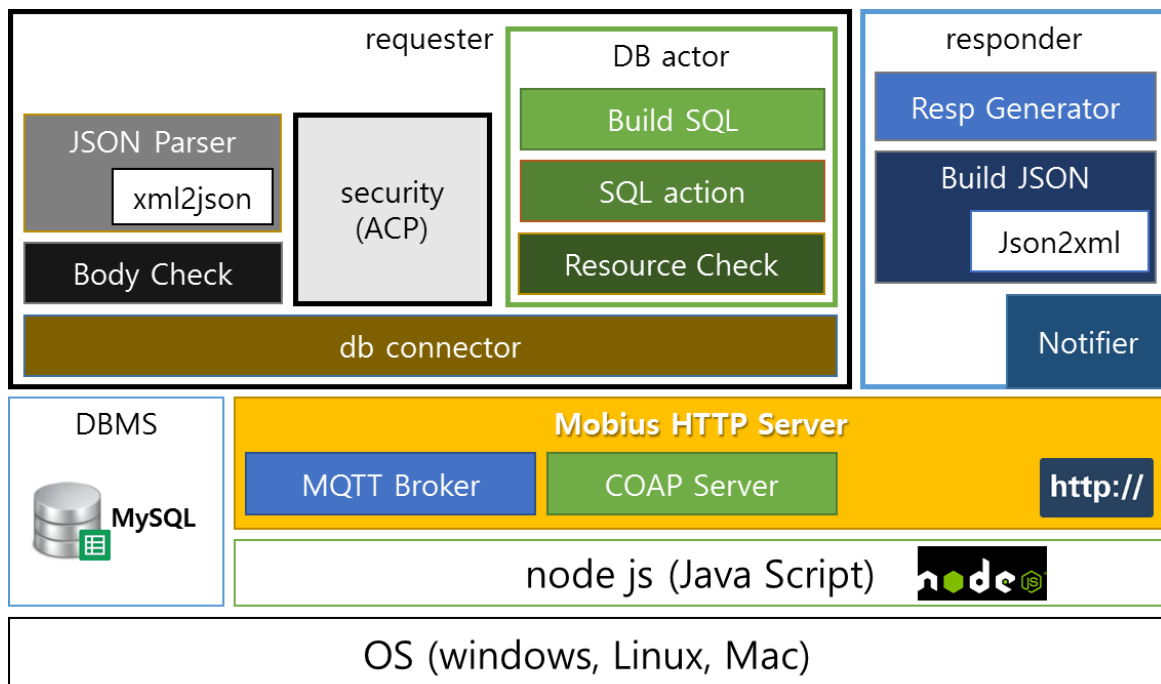 requester
JSON Parser
xml2json
Body Check
security
(ACP)
DB actor
Build SQL
SQL action
Resource Check
db connector
responder
Resp Generator
Build JSON
Json2xml
Notifier
DBMS
MySQL
Mobius HTTP Server
MQTT Broker
COAP Server
http://
node js (Java Script)
node JS
OS (windows, Linux, Mac)